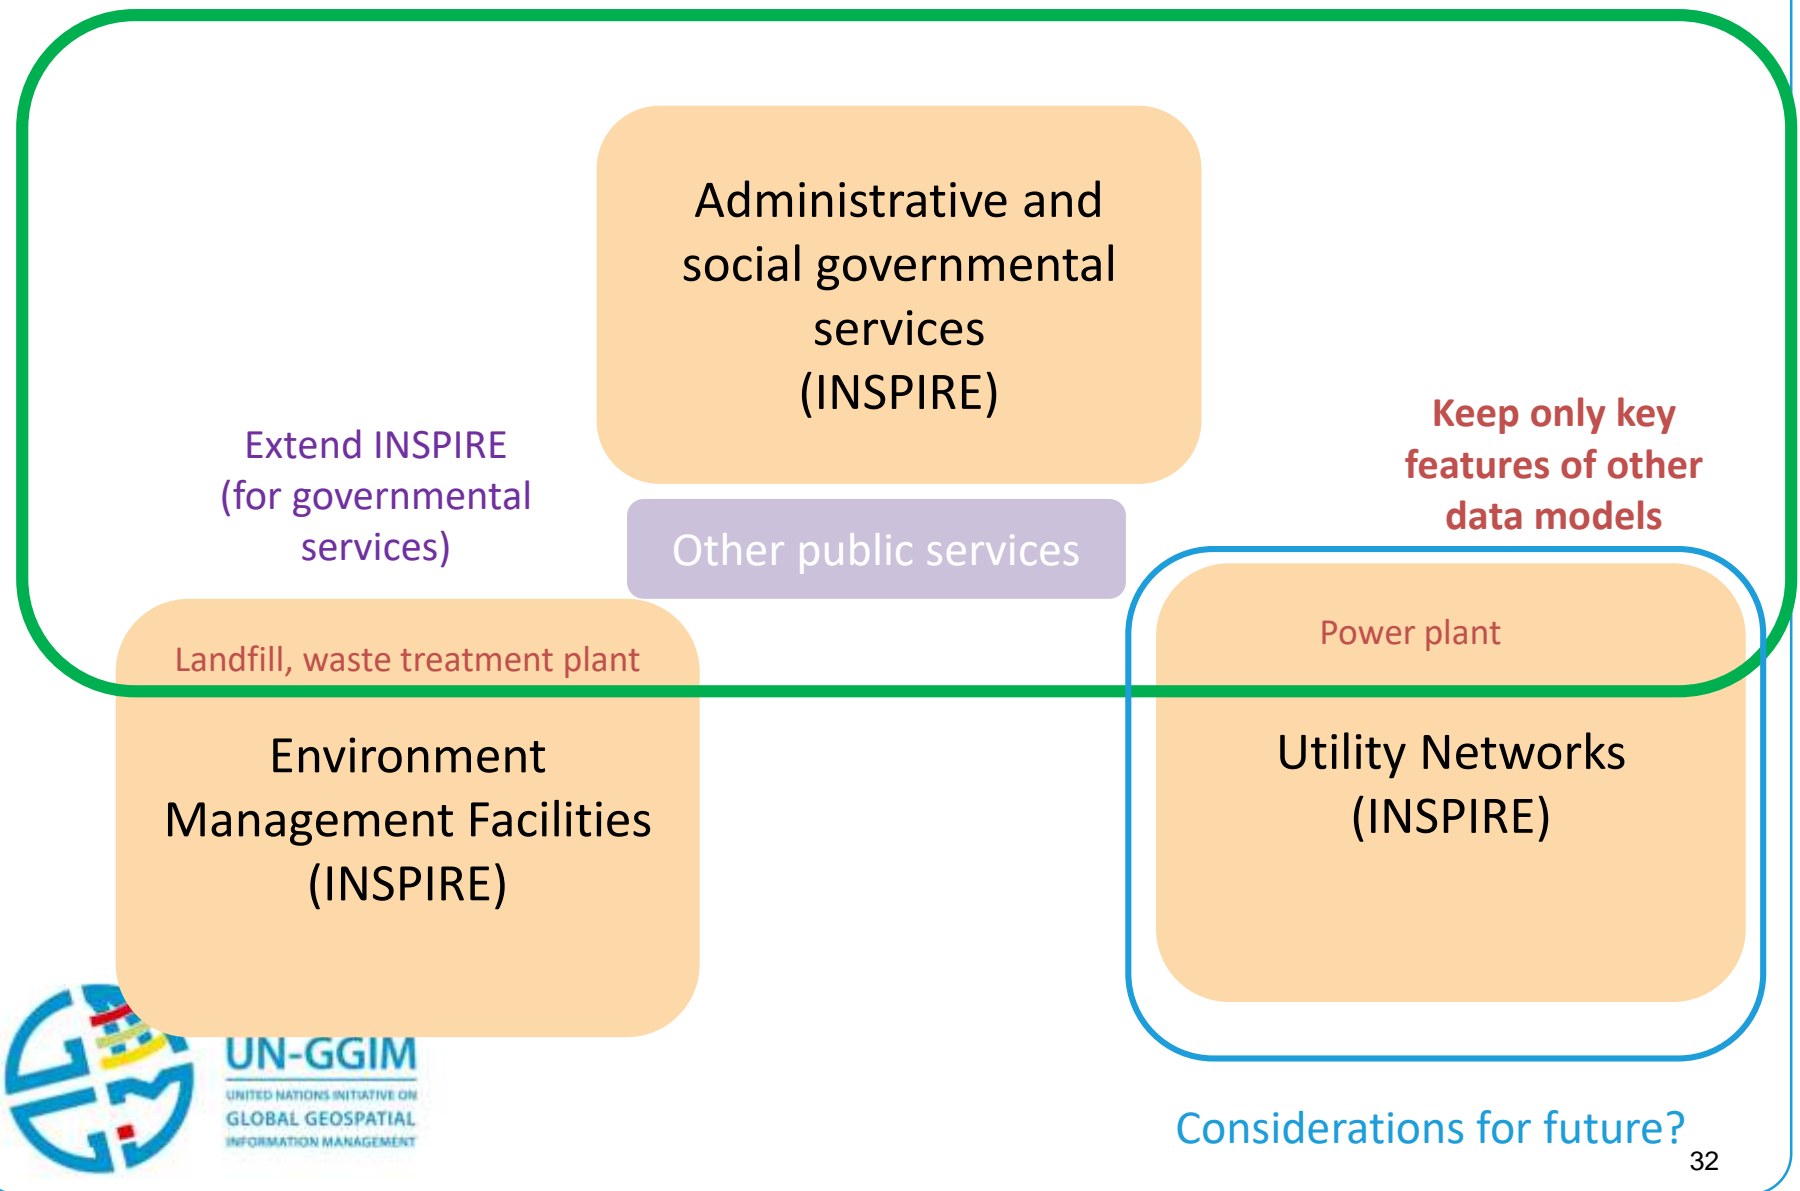 Administrative and
social governmental
services
(INSPIRE)
Extend INSPIRE
(for governmental
services)
Keep only key
features of other
data models
Other public services
Landfill, waste treatment plant
Power plant
Environment
Management Facilities
(INSPIRE)
Utility Networks
(INSPIRE)
UN-GGIM
UNITED NATIONS INITIATIVE ON
GLOBAL GEOSPATIAL
INFORMATION MANAGEMENT
Considerations for future?
32